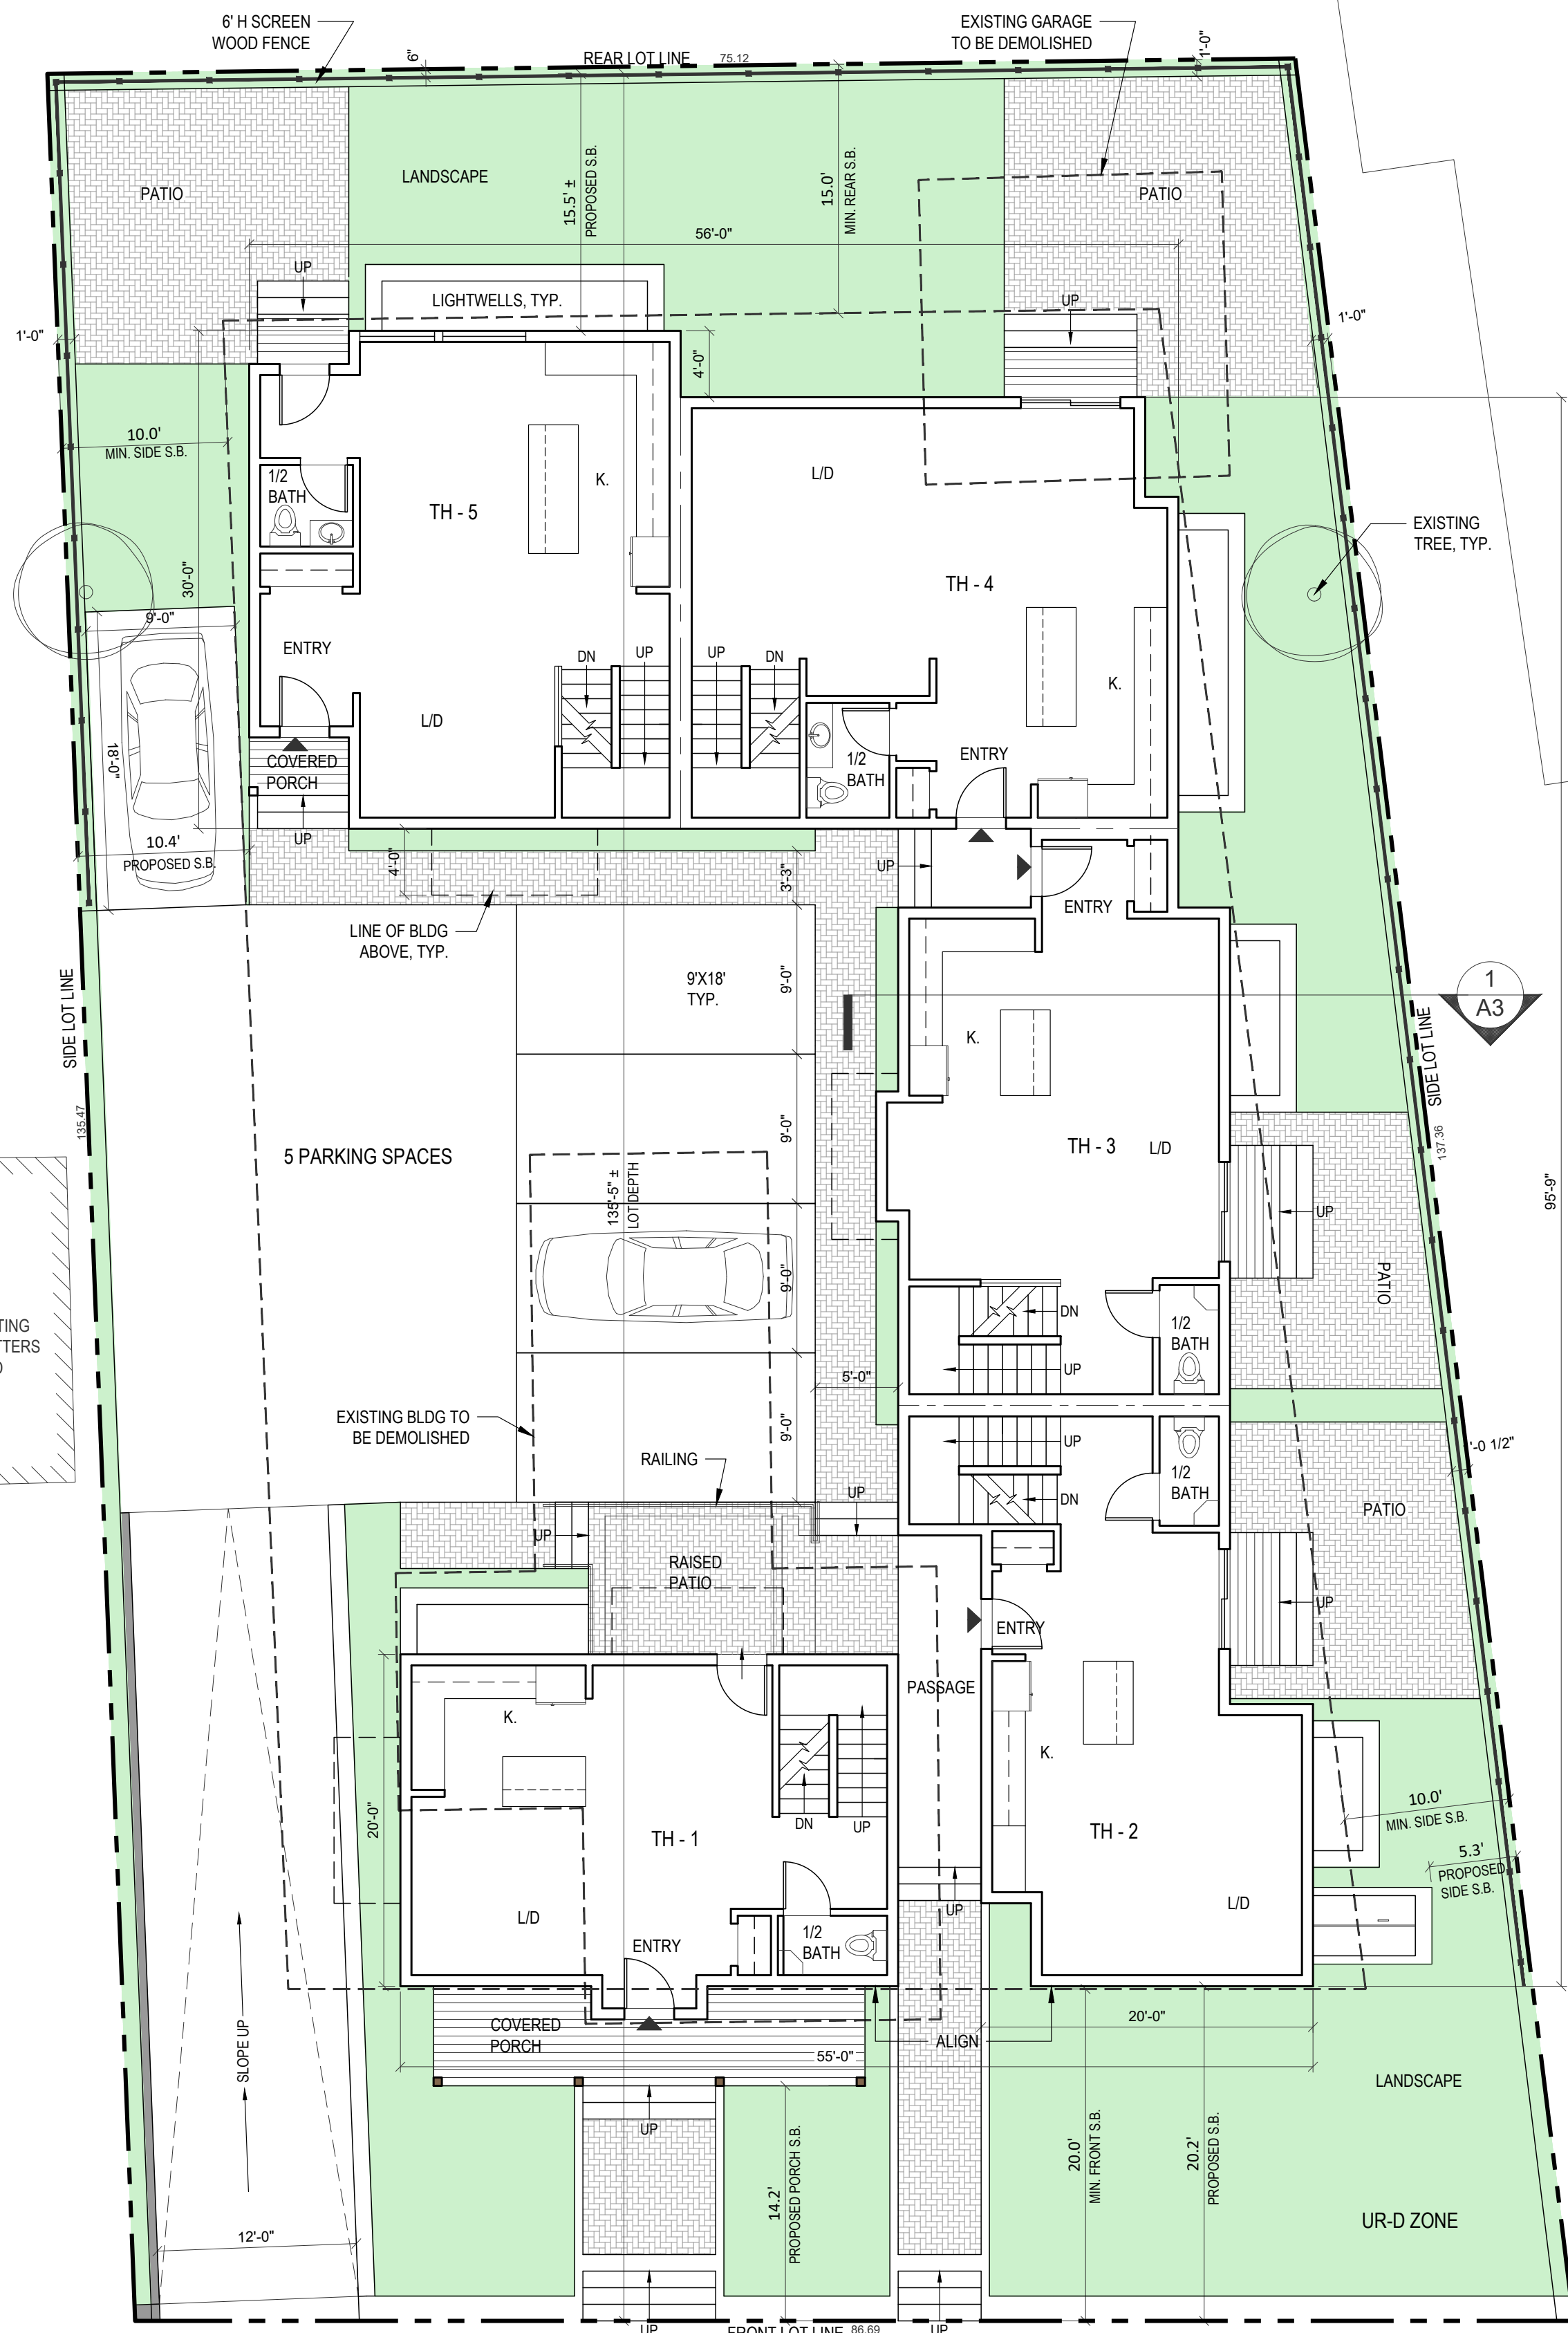 6' H SCREEN
WOOD FENCE
6"
REAR LOT LINE 75.12
EXISTING GARAGE
TO BE DEMOLISHED
1'-0"
PATIO
LANDSCAPE
15.5' ±
PROPOSED S.B.
15.0'
MIN. REAR S.B.
PATIO
56'-0"
UP
LIGHTWELLS, TYP.
UP
1'-0"
1'-0"
4'-0"
10.0'
MIN. SIDE S.B.
1/2
BATH
TH - 5
K.
L/D
EXISTING
TREE, TYP.
30'-0"
TH - 4
9'-0"
ENTRY
DN
UP
UP
DN
K.
L/D
18'-0"
COVERED
PORCH
1/2
BATH
ENTRY
10.4'
PROPOSED S.B.
UP
4'-0"
3'-3"
UP
ENTRY
LINE OF BLDG
ABOVE, TYP.
9'X18'
TYP.
9'-0"
SIDE LOT LINE
135.47
K.
1
A3
SIDE LOT LINE
137.36
5 PARKING SPACES
9'-0"
TH - 3
L/D
95'-9"
135'-5" ±
LOT DEPTH
UP
PATIO
9'-0"
TING
TTERS
D
DN
1/2
BATH
UP
5'-0"
EXISTING BLDG TO
BE DEMOLISHED
9'-0"
RAILING
UP
UP
DN
1/2
BATH
'-0 1/2"
PATIO
UP
RAISED
PATIO
UP
ENTRY
PASSAGE
K.
K.
20'-0"
TH - 1
DN
UP
TH - 2
10.0'
MIN. SIDE S.B.
5.3'
PROPOSED
SIDE S.B.
L/D
ENTRY
1/2
BATH
UP
L/D
COVERED
PORCH
55'-0"
ALIGN
20'-0"
SLOPE UP
LANDSCAPE
UP
14.2'
PROPOSED PORCH S.B.
20.0'
MIN. FRONT S.B.
20.2'
PROPOSED S.B.
UR-D ZONE
12'-0"
UP
FRONT LOT LINE 86.69
UP